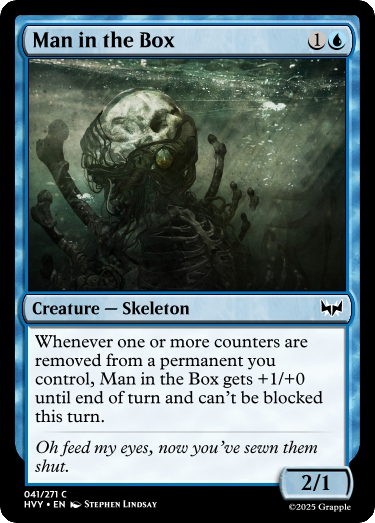 Man in the Box 1
Creature — Skeleton
Whenever one or more counters are
removed from a permanent you
control, Man in the Box gets +1/+0
until end of turn and can't be blocked
this turn.
Oh feed my eyes, now you've sewn them
shut.
2/1
041/271 C
HVY • EN Stephen Lindsay
©2025 Grapple